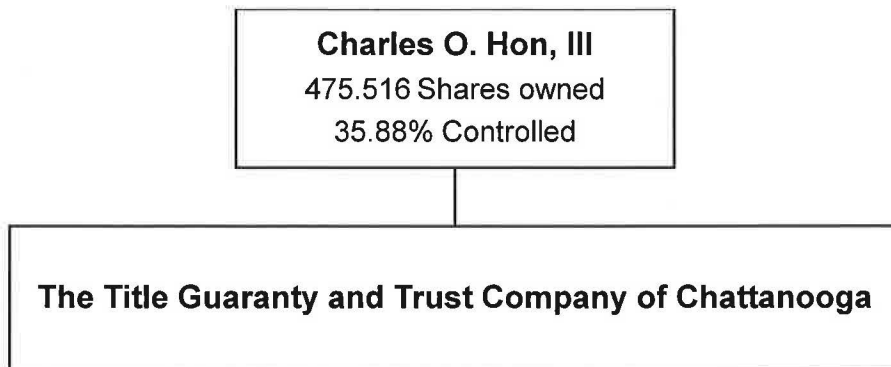 Charles O. Hon, III
475.516 Shares owned
35.88% Controlled
The Title Guaranty and Trust Company of Chattanooga